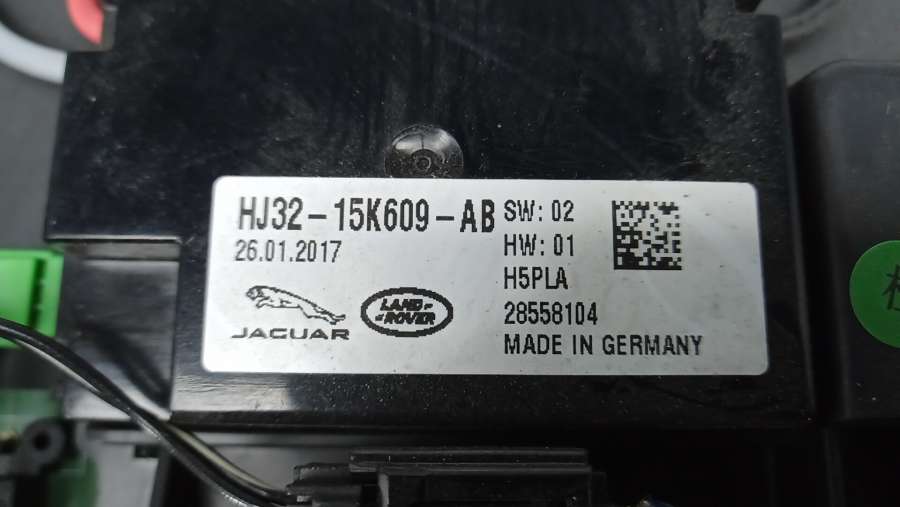 HJ32-15K609-AB
26.01.2017
JAGUAR
LAND-
-ROVER
SW: 02
HW: 01
H5PLA
28558104
MADE IN GERMANY